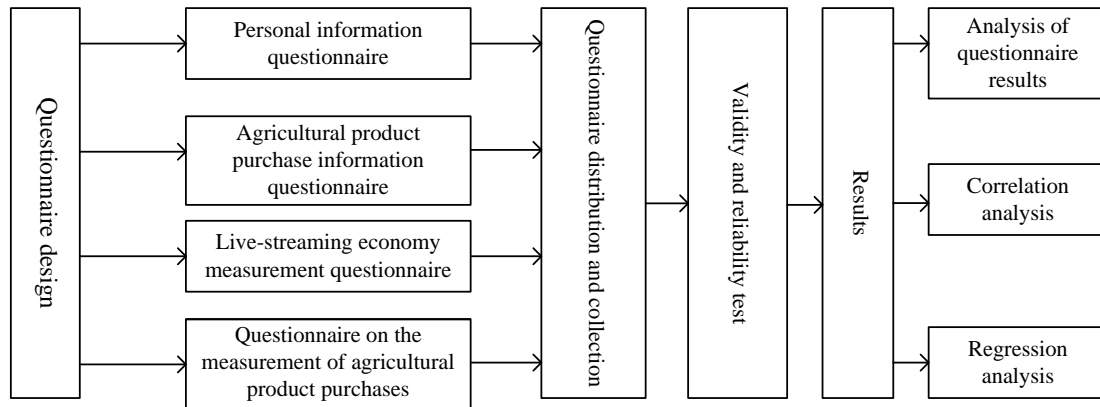 Questionnaire design
Personal information
questionnaire
Agricultural product
purchase information
questionnaire
Live-streaming economy
measurement questionnaire
Questionnaire on the
measurement of agricultural
product purchases
Questionnaire distribution and collection
Validity and reliability test
Results
Analysis of
questionnaire
results
Correlation
analysis
Regression
analysis